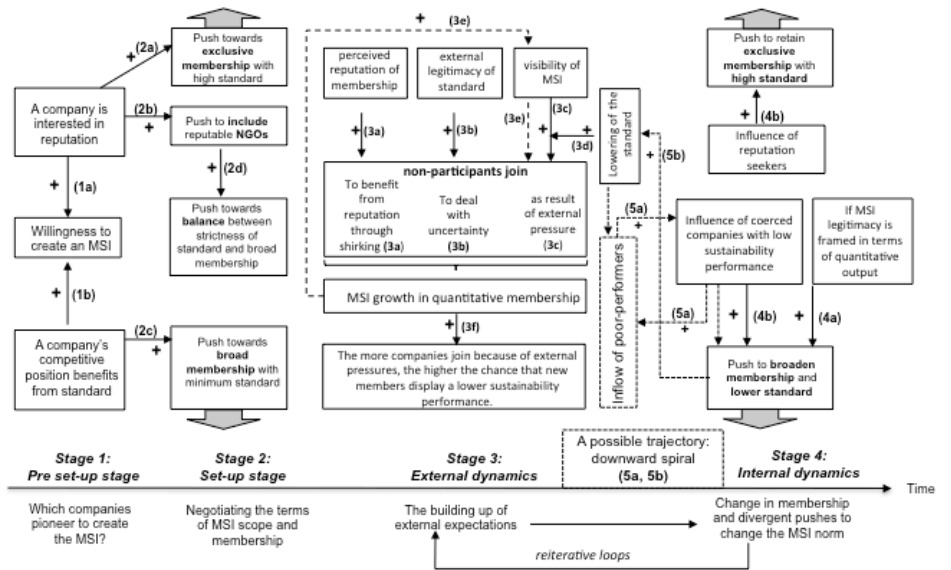 Push towards
exclusive
membership with
high standard
+ (2a)
A company is
interested in
reputation
(2b)
+
Push to include
reputable NGOs
+ (2d)
Push towards
balance between
strictness of
standard and broad
membership
+ (1a)
Willingness to
create an MSI
+ (1b)
A company's
competitive
position benefits
from standard
(2c)
+
Push towards
broad
membership with
minimum standard
+ (3e)
perceived
reputation of
membership
external
legitimacy of
standard
visibility
of MSI
+ (3a)
+ (3b)
(3e)
+
(3c)
+
+
(3d)
non-participants join
To benefit
from
reputation
through
shirking (3a)
To deal
with
uncertainty
(3b)
as result
of external
pressure
(3c)
MSI growth in quantitative membership
+ (3f)
The more companies join because of external
pressures, the higher the chance that new
members display a lower sustainability
performance.
Lowering of the
standard
Inflow of poor-performers
+ (5b)
(5a)
+
Push to retain
exclusive
membership with
high standard
+ (4b)
Influence of
reputation
seekers
Influence of coerced
companies with low
sustainability
performance
If MSI
legitimacy is
framed in terms
of quantitative
output
(5a)
+
+ (4b)
+ (4a)
Push to broaden
membership and
lower standard
A possible trajectory:
downward spiral
(5a, 5b)
Stage 1:
Pre set-up stage
Stage 2:
Set-up stage
Stage 3:
External dynamics
Stage 4:
Internal dynamics
Time
Which companies
pioneer to create
the MSI?
Negotiating the terms
of MSI scope and
membership
The building up of
external expectations
Change in membership
and divergent pushes to
change the MSI norm
reiterative loops